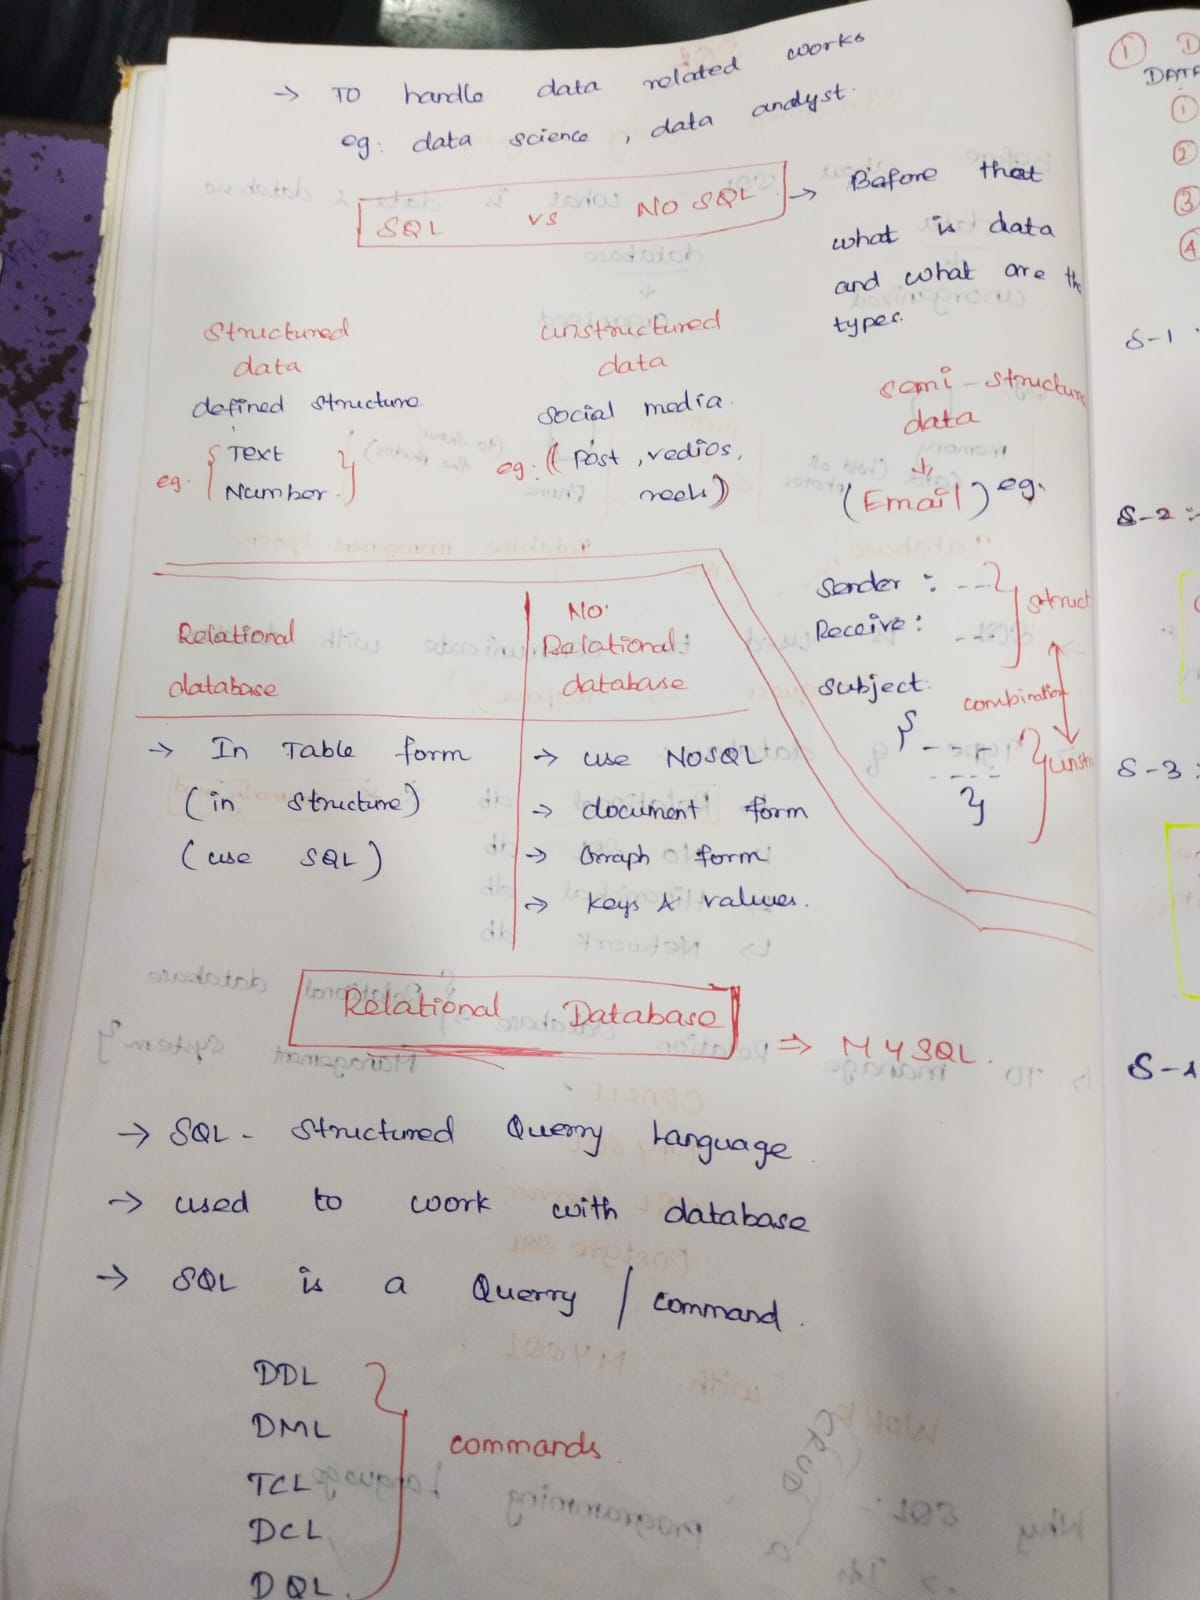 → TO handle data related works
eg: data science, data analyst.
SQL vs NO SQL → Bafore that
what is data
and what are the
types.
Structured
data
defined structure
eg. { Text
Number }
unstructured
data
social media.
eg: (( Post, vedios,
reels)
semi-structure
data
↓
(Email) eg.
Sender : --
Receive : ---
struct
subject:
combination
{ ---
----
}
unstr
Relational
database
→ In Table form
(in structure)
(use SQL)
No
Relational
database
→ use NOSQL
→ document form
→ Graph form
→ keys & values.
Relational Database ⇒ MYSQL.
→ SQL - Structured Querry Language
→ used to work with database
→ SQL is a Querry / command.
DDL
DML
TCL
DCL
DQL.
commands
① D
DATA
①
②
③
④
S-1
S-2 :-
S-3 :